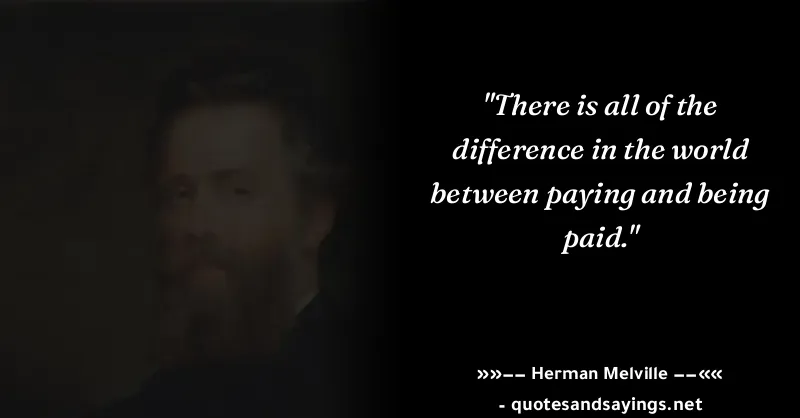 "There is all of the
difference in the world
between paying and being
paid."
»»−− Herman Melville −−««
- quotesandsayings.net